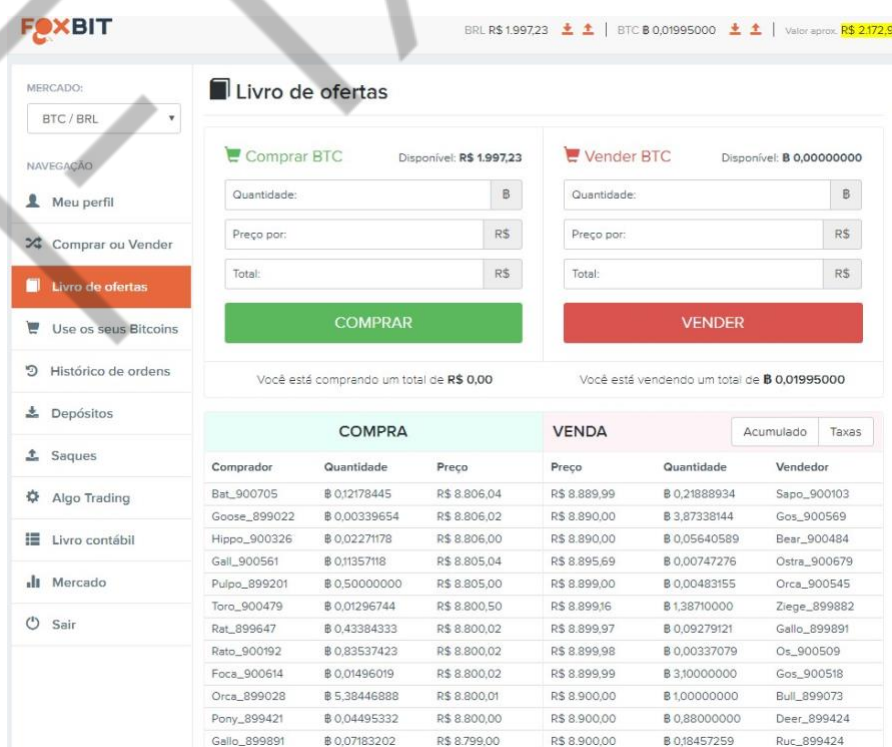 FOXBIT
BRL R$ 1.997,23 | BTC ฿ 0,01995000 | Valor aprox. R$ 2.172,9
MERCADO:
BTC / BRL
NAVEGAÇÃO
Meu perfil
Comprar ou Vender
Livro de ofertas
Use os seus Bitcoins
Histórico de ordens
Depósitos
Saques
Algo Trading
Livro contábil
Mercado
Sair
Livro de ofertas
Comprar BTC Disponível: R$ 1.997,23
Quantidade: ฿
Preço por: R$
Total: R$
COMPRAR
Você está comprando um total de R$ 0,00
Vender BTC Disponível: ฿ 0,00000000
Quantidade: ฿
Preço por: R$
Total: R$
VENDER
Você está vendendo um total de ฿ 0,01995000
COMPRA VENDA Acumulado Taxas
Comprador Quantidade Preço Preço Quantidade Vendedor
Bat_900705 ฿ 0,12178445 R$ 8.806,04 R$ 8.889,99 ฿ 0,21888934 Sapo_900103
Goose_899022 ฿ 0,00339654 R$ 8.806,02 R$ 8.890,00 ฿ 3,87338144 Gos_900569
Hippo_900326 ฿ 0,02271178 R$ 8.806,00 R$ 8.890,00 ฿ 0,05640589 Bear_900484
Gall_900561 ฿ 0,11357118 R$ 8.805,04 R$ 8.895,69 ฿ 0,00747276 Ostra_900679
Pulpo_899201 ฿ 0,50000000 R$ 8.805,00 R$ 8.899,00 ฿ 0,00483155 Orca_900545
Toro_900479 ฿ 0,01296744 R$ 8.800,50 R$ 8.899,16 ฿ 1,38710000 Ziege_899882
Rat_899647 ฿ 0,43384333 R$ 8.800,02 R$ 8.899,97 ฿ 0,09279121 Gallo_899891
Rato_900192 ฿ 0,83537423 R$ 8.800,02 R$ 8.899,98 ฿ 0,00337079 Os_900509
Foca_900614 ฿ 0,01496019 R$ 8.800,02 R$ 8.899,99 ฿ 3,10000000 Gos_900518
Orca_899028 ฿ 5,38446888 R$ 8.800,01 R$ 8.900,00 ฿ 1,00000000 Bull_899073
Pony_899421 ฿ 0,04495332 R$ 8.800,00 R$ 8.900,00 ฿ 0,88000000 Deer_899424
Gallo_899891 ฿ 0,07183202 R$ 8.799,00 R$ 8.900,00 ฿ 0,18457259 Ruc_899424